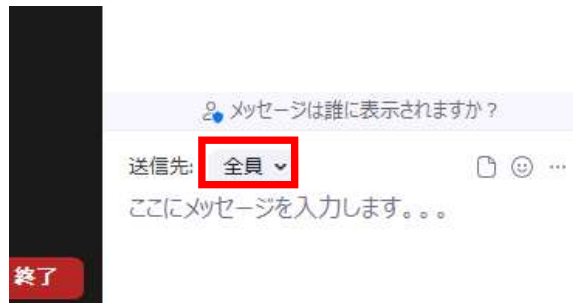 メッセージは誰に表示されますか？
送信先: 全員
ここにメッセージを入力します。。。
終了